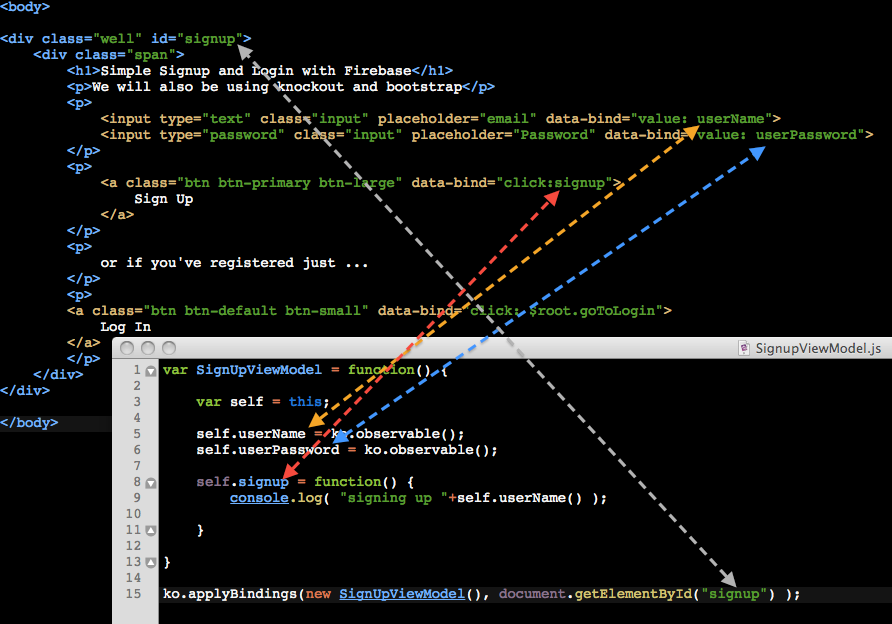 <body>
<div class="well" id="signup">
<div class="span">
<h1>Simple Signup and Login with Firebase</h1>
<p>We will also be using knockout and bootstrap</p>
<p>
<input type="text" class="input" placeholder="email" data-bind="value: userName">
<input type="password" class="input" placeholder="Password" data-bind="value: userPassword">
</p>
<p>
<a class="btn btn-primary btn-large" data-bind="click:signup">
Sign Up
</a>
</p>
<p>
or if you've registered just ...
</p>
<p>
<a class="btn btn-default btn-small" data-bind="click: $root.goToLogin">
Log In
</a>
</p>
</div>
</div>
</body>
SignupViewModel.js
1 var SignUpViewModel = function() {
2
3 var self = this;
4
5 self.userName = ko.observable();
6 self.userPassword = ko.observable();
7
8 self.signup = function() {
9 console.log( "signing up "+self.userName() );
10
11 }
12
13 }
14
15 ko.applyBindings(new SignUpViewModel(), document.getElementById("signup") );